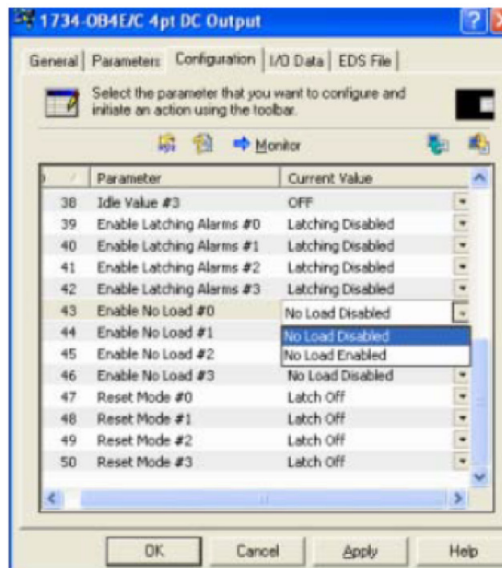 1734-OB4E/C 4pt DC Output
General Parameters Configuration I/O Data EDS File
Select the parameter that you want to configure and
initiate an action using the toolbar.
Monitor
Parameter Current Value
38 Idle Value #3 OFF
39 Enable Latching Alarms #0 Latching Disabled
40 Enable Latching Alarms #1 Latching Disabled
41 Enable Latching Alarms #2 Latching Disabled
42 Enable Latching Alarms #3 Latching Disabled
43 Enable No Load #0 No Load Disabled
44 Enable No Load #1 No Load Disabled
45 Enable No Load #2 No Load Enabled
46 Enable No Load #3 No Load Disabled
47 Reset Mode #0 Latch Off
48 Reset Mode #1 Latch Off
49 Reset Mode #2 Latch Off
50 Reset Mode #3 Latch Off
OK Cancel Apply Help